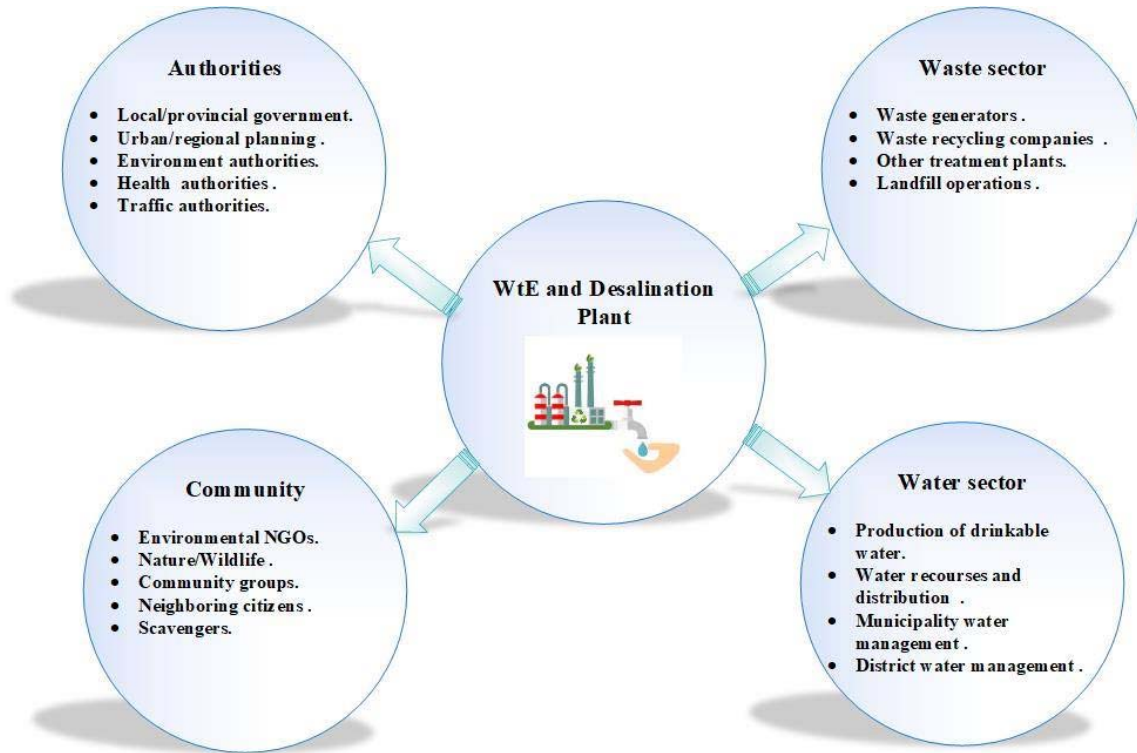 Authorities
• Local/provincial government.
• Urban/regional planning .
• Environment authorities.
• Health authorities .
• Traffic authorities.
Waste sector
• Waste generators .
• Waste recycling companies .
• Other treatment plants.
• Landfill operations .
WtE and Desalination
Plant
Community
• Environmental NGOs.
• Nature/Wildlife .
• Community groups.
• Neighboring citizens .
• Scavengers.
Water sector
• Production of drinkable
water.
• Water recourses and
distribution .
• Municipality water
management .
• District water management .